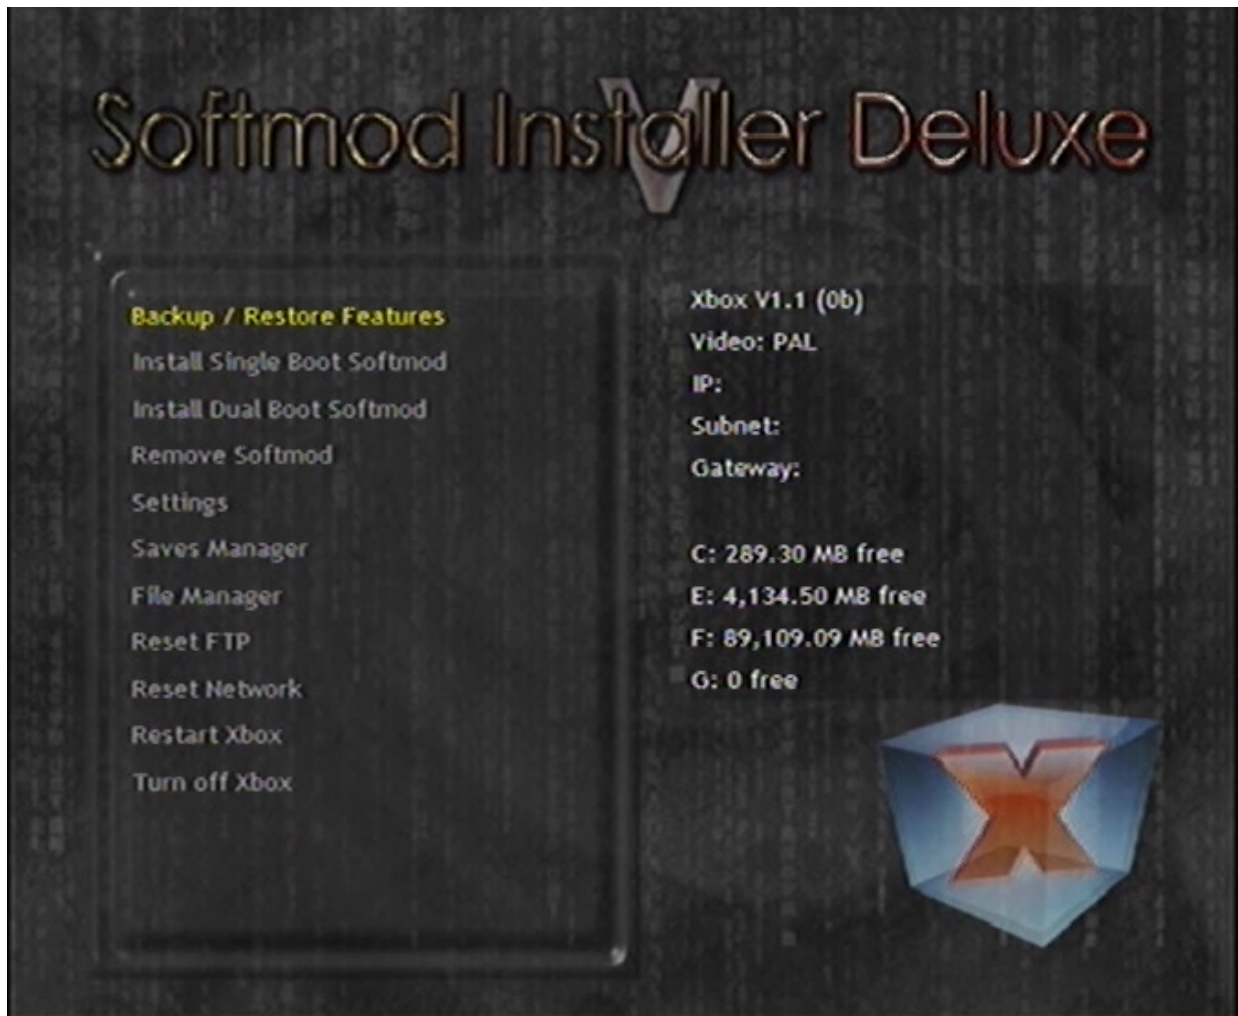 Softmod Installer Deluxe
V
Backup / Restore Features
Install Single Boot Softmod
Install Dual Boot Softmod
Remove Softmod
Settings
Saves Manager
File Manager
Reset FTP
Reset Network
Restart Xbox
Turn off Xbox
Xbox V1.1 (0b)
Video: PAL
IP:
Subnet:
Gateway:
C: 289.30 MB free
E: 4,134.50 MB free
F: 89,109.09 MB free
G: 0 free
X